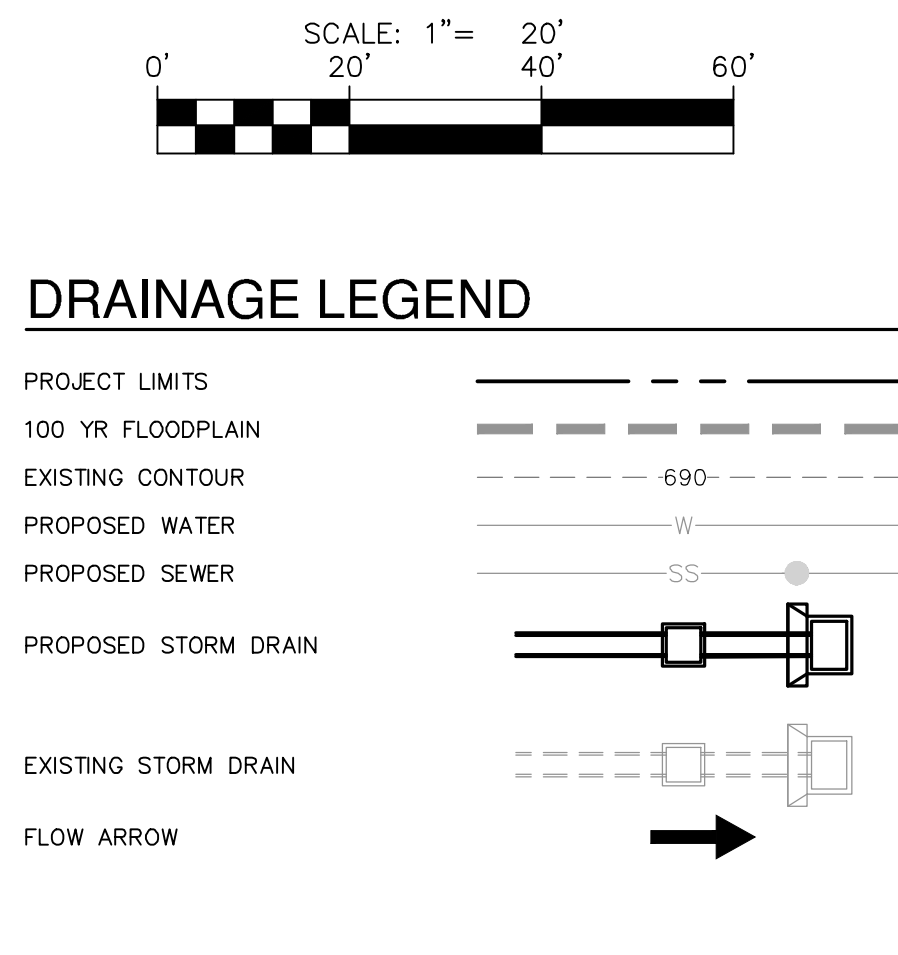 SCALE: 1”= 20'
0' 20' 40' 60'
DRAINAGE LEGEND
PROJECT LIMITS
100 YR FLOODPLAIN
EXISTING CONTOUR 690
PROPOSED WATER W
PROPOSED SEWER SS
PROPOSED STORM DRAIN
EXISTING STORM DRAIN
FLOW ARROW